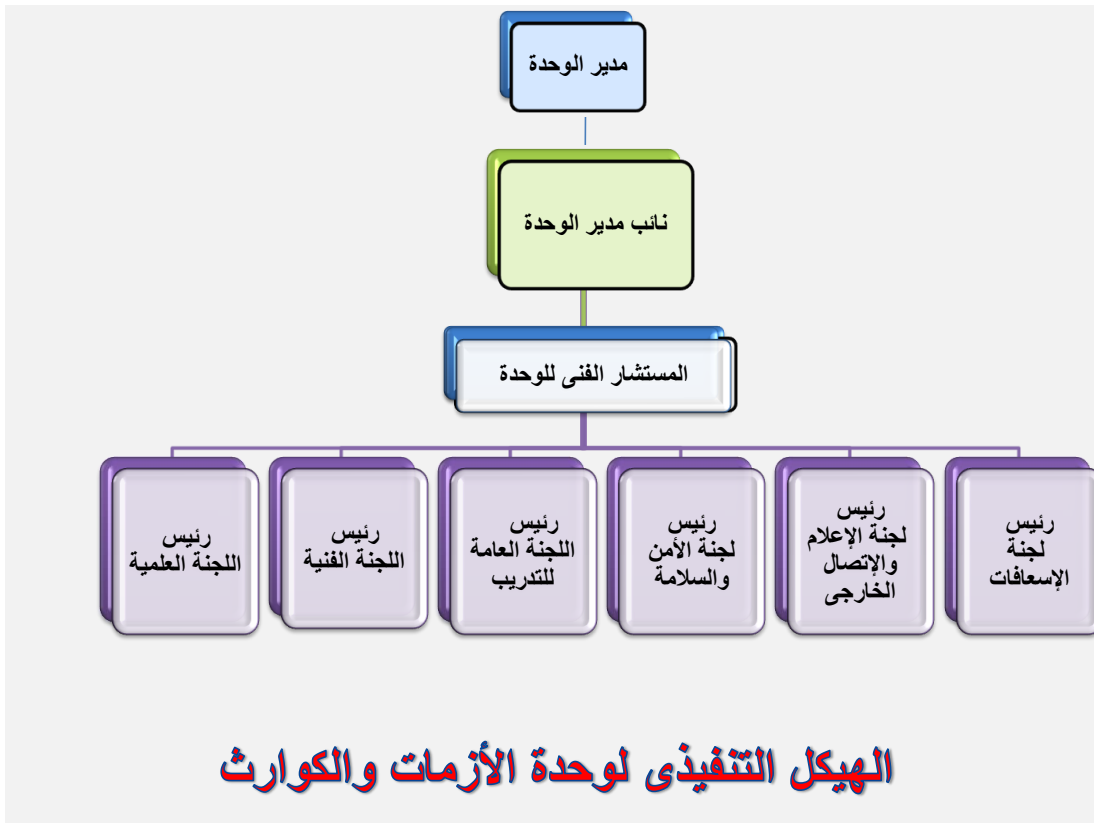 مدير الوحدة
نائب مدير الوحدة
المستشار الفنى للوحدة
رئيس
لجنة
الإسعافات
رئيس
لجنة الإعلام
والإتصال
الخارجى
رئيس
لجنة الأمن
والسلامة
رئيس
اللجنة العامة
للتدريب
رئيس
اللجنة الفنية
رئيس
اللجنة العلمية
الهيكل التنفيذى لوحدة الأزمات والكوارث